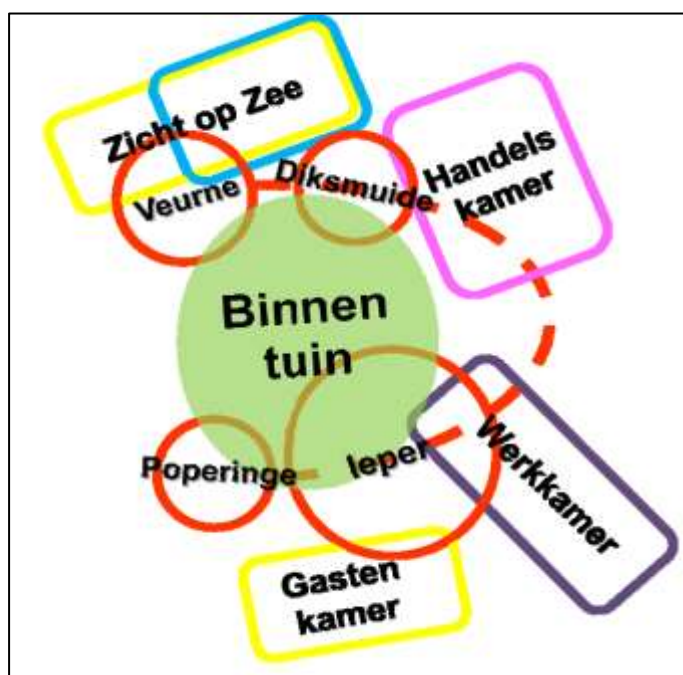 Zicht op Zee
Veurne
Diksmuide
Handels
kamer
Binnen
tuin
Poperinge
Ieper
Werkkamer
Gasten
kamer